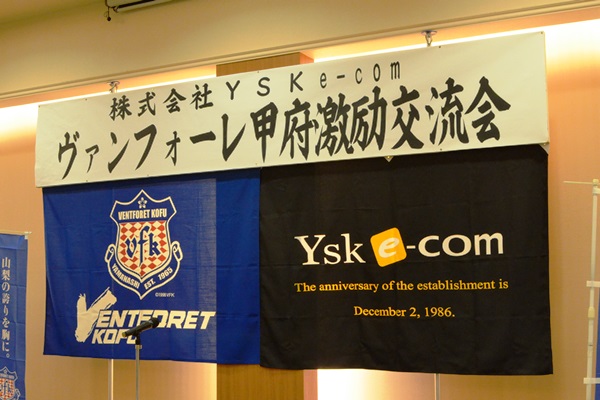 株式会社YSKe-com
ヴァンフォーレ甲府激励交流会
VENTFORET KOFU
vfk
YAMANASHI EST. 1965
VENTFORET
KOFU
Ysk e-com
The anniversary of the establishment is
December 2, 1986.
山梨の誇りを胸に。